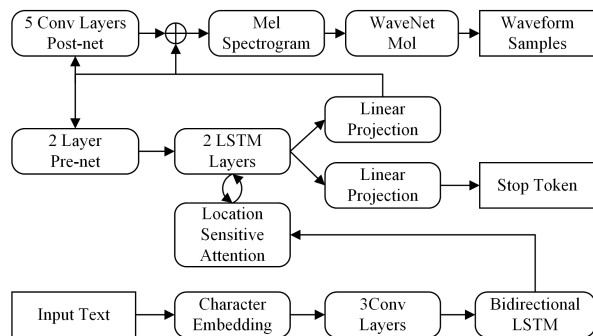 5 Conv Layers
Post-net
Mel
Spectrogram
WaveNet
Mol
Waveform
Samples
2 Layer
Pre-net
2 LSTM
Layers
Linear
Projection
Linear
Projection
Stop Token
Location
Sensitive
Attention
Input Text
Character
Embedding
3Conv
Layers
Bidirectional
LSTM